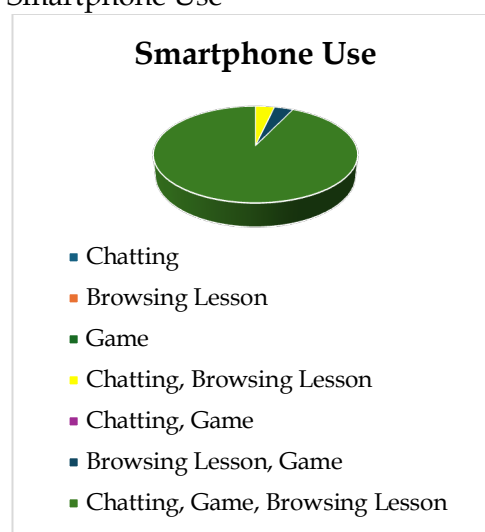 Smartphone Use
Smartphone Use
Chatting
Browsing Lesson
Game
Chatting, Browsing Lesson
Chatting, Game
Browsing Lesson, Game
Chatting, Game, Browsing Lesson